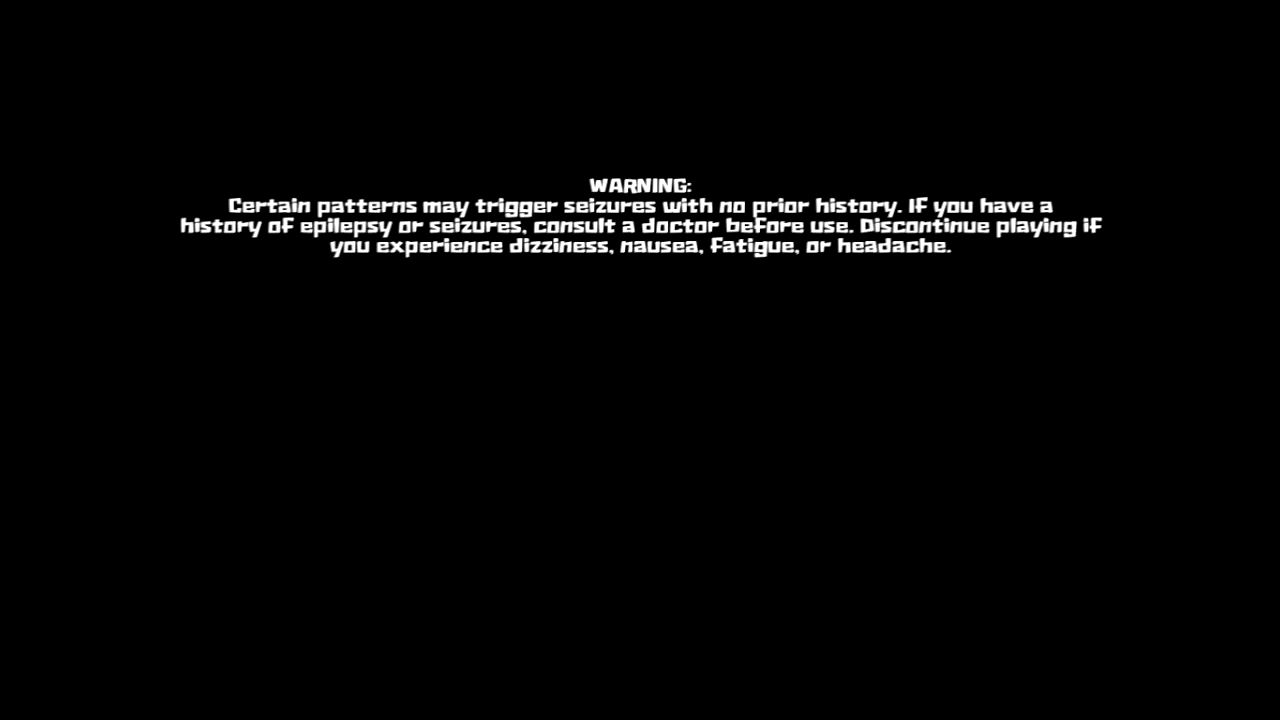 WARNING:
Certain patterns may trigger seizures with no prior history. If you have a
history of epilepsy or seizures, consult a doctor before use. Discontinue playing if
you experience dizziness, nausea, fatigue, or headache.